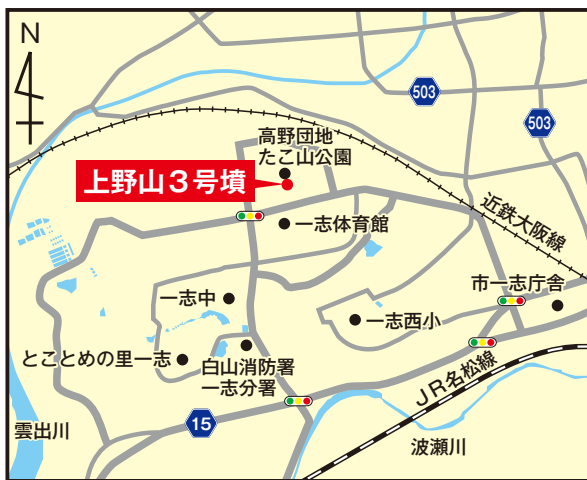 N
503
503
高野団地
たこ山公園
上野山3号墳
近鉄大阪線
一志体育館
市一志庁舎
一志中
一志西小
とことめの里一志
白山消防署
一志分署
JR名松線
15
雲出川
波瀬川